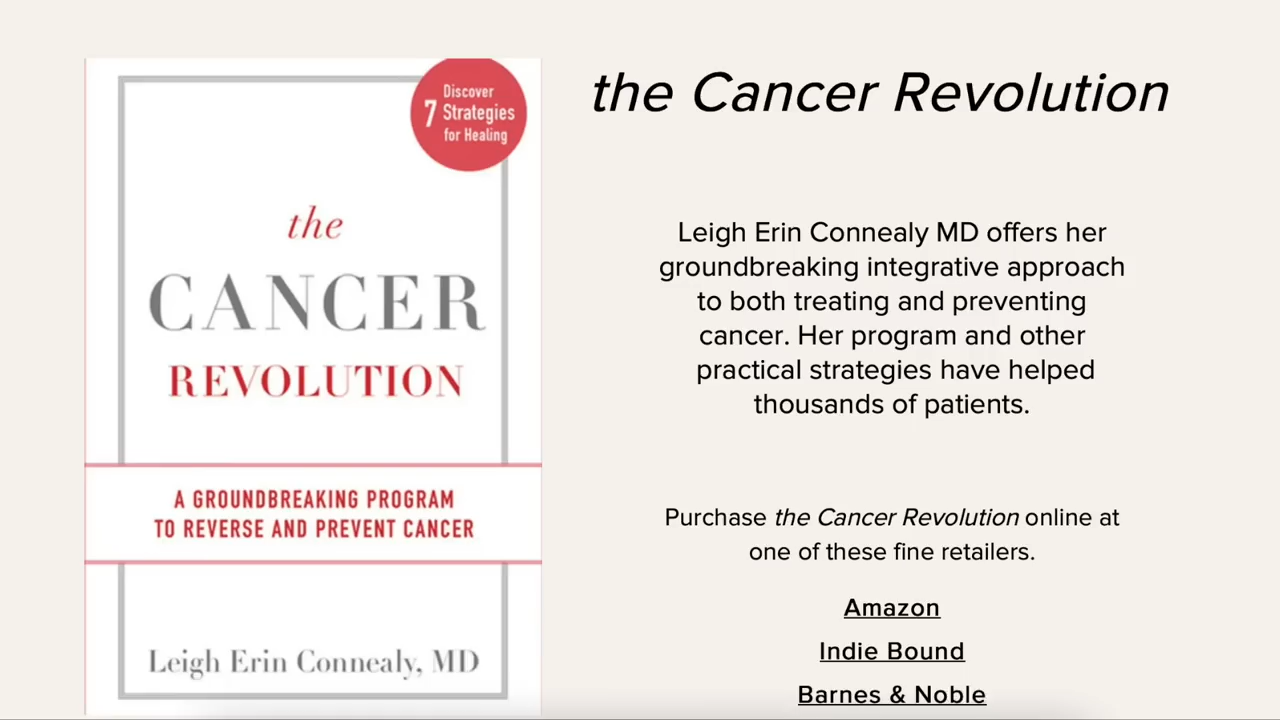 Discover
7 Strategies
for Healing
the
CANCER
REVOLUTION
A GROUNDBREAKING PROGRAM
TO REVERSE AND PREVENT CANCER
Leigh Erin Connealy, MD
the Cancer Revolution
Leigh Erin Connealy MD offers her
groundbreaking integrative approach
to both treating and preventing
cancer. Her program and other
practical strategies have helped
thousands of patients.
Purchase the Cancer Revolution online at
one of these fine retailers.
Amazon
Indie Bound
Barnes & Noble